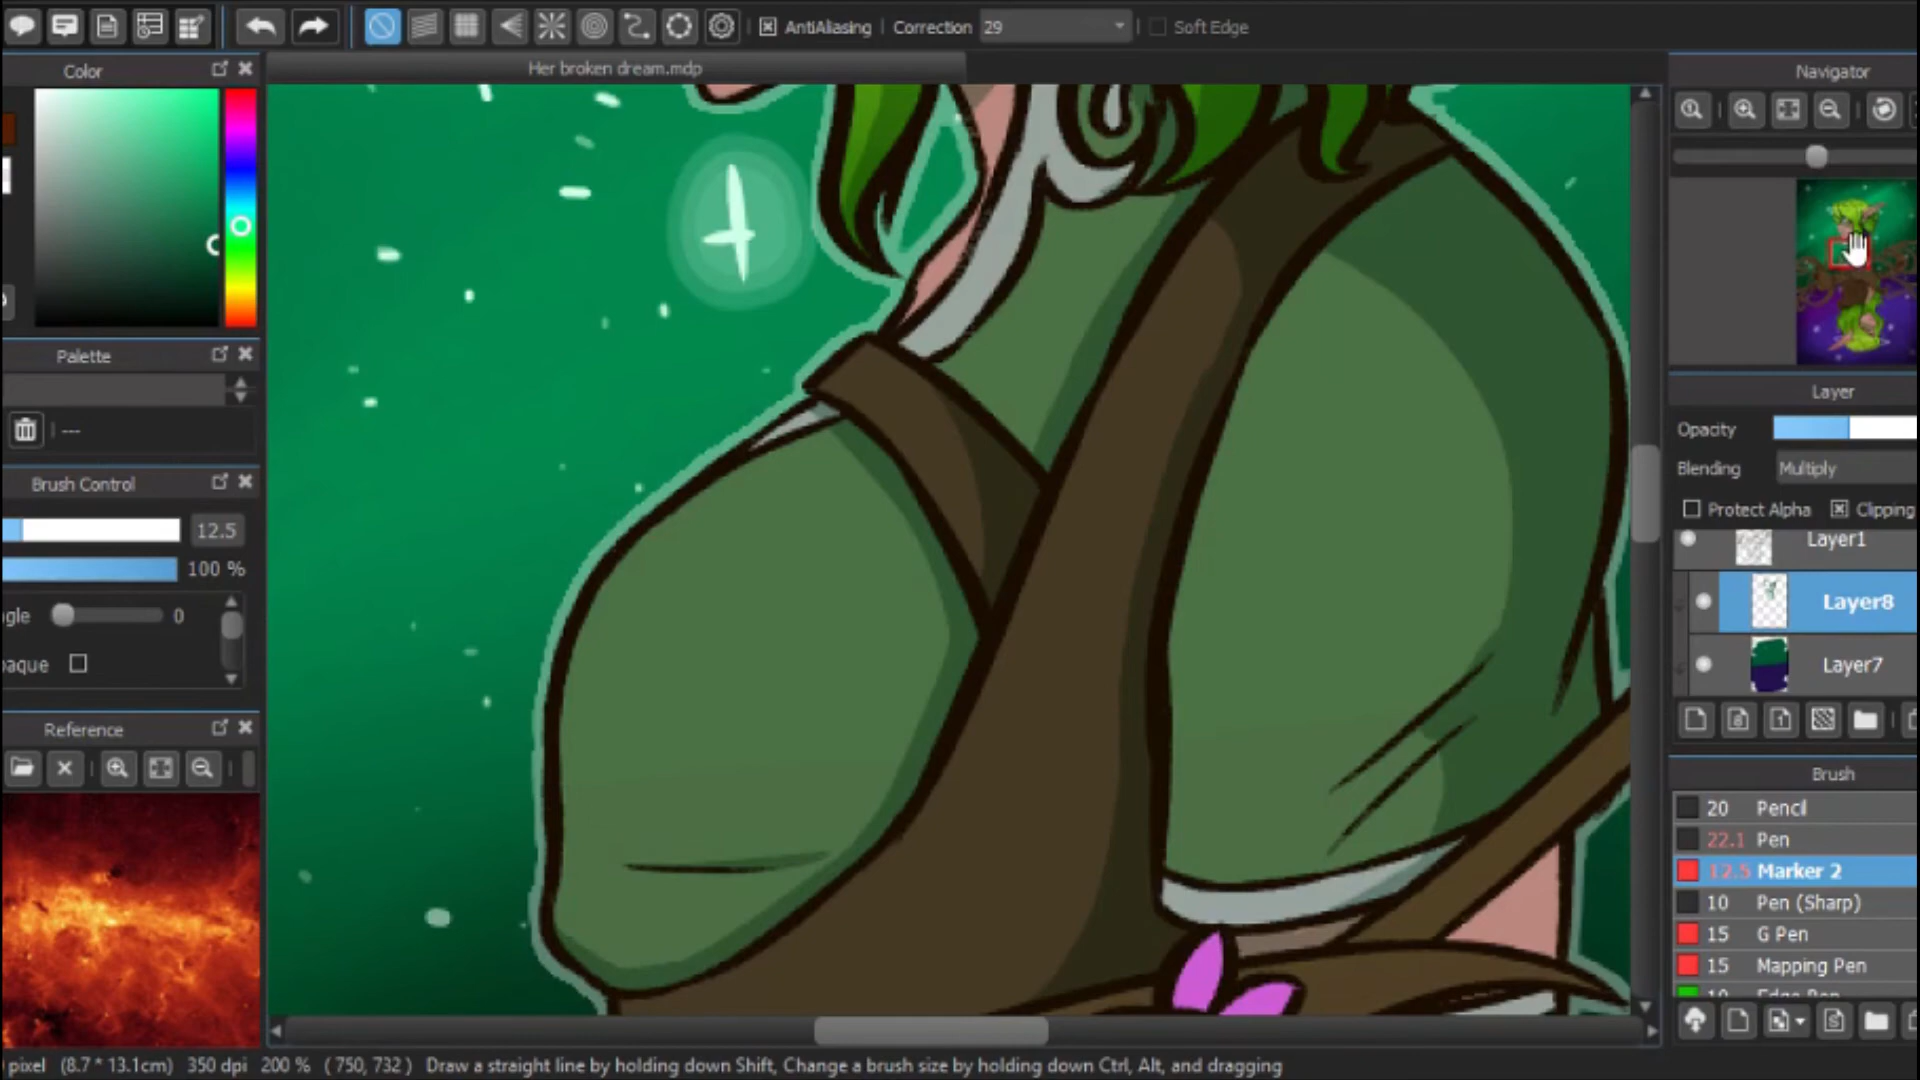 AntiAliasing
Correction 29
Soft Edge
Color
Her broken dream.mdp
Navigator
Palette
---
Layer
Opacity
Blending Multiply
Brush Control
12.5
Protect Alpha
Clipping
Layer1
100 %
Layer8
gle 0
paque
Layer7
Reference
Brush
20 Pencil
22.1 Pen
12.5 Marker 2
10 Pen (Sharp)
15 G Pen
15 Mapping Pen
pixel (8.7 * 13.1cm) 350 dpi 200 % ( 750, 732 ) Draw a straight line by holding down Shift, Change a brush size by holding down Ctrl, Alt, and dragging